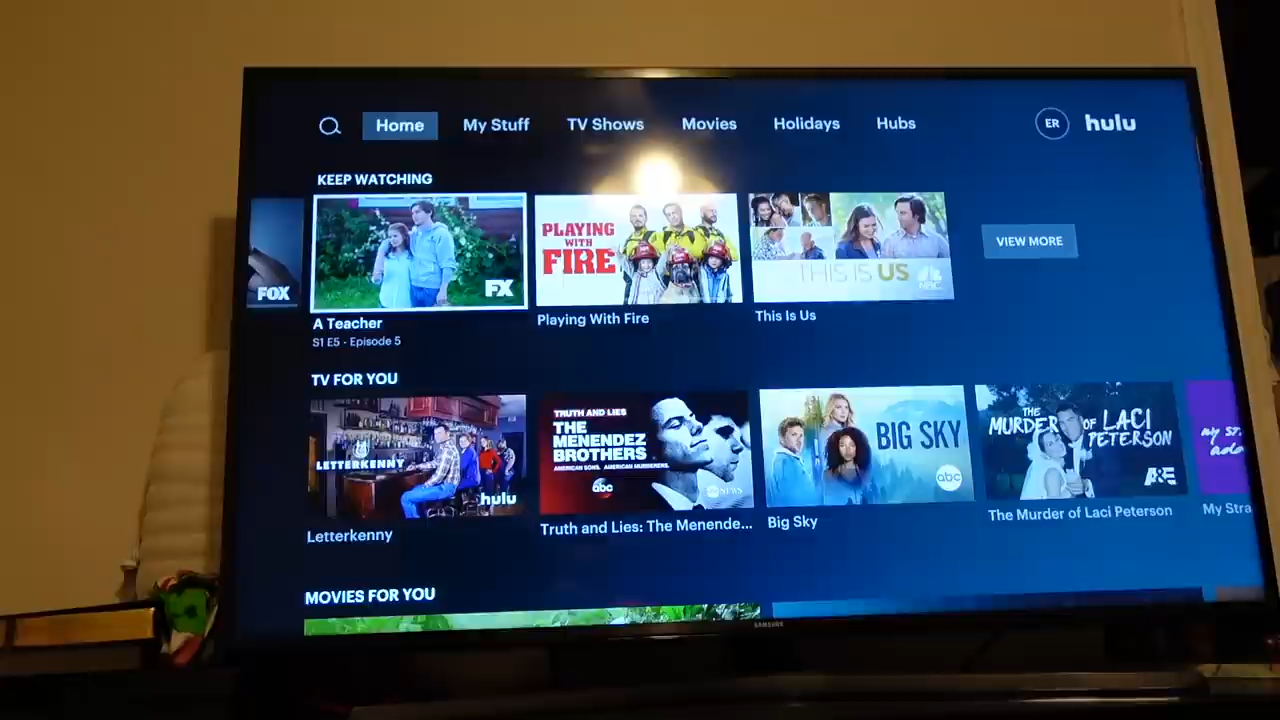 Home
My Stuff
TV Shows
Movies
Holidays
Hubs
ER
hulu
KEEP WATCHING
FOX
FX
PLAYING
WITH
FIRE
THIS IS US
NBC
VIEW MORE
A Teacher
S1 E5 - Episode 5
Playing With Fire
This Is Us
TV FOR YOU
LETTERKENNY
hulu
TRUTH AND LIES
THE
MENENDEZ
BROTHERS
AMERICAN SONS. AMERICAN MURDERERS.
abc
NEWS
BIG SKY
abc
THE
MURDER OF LACI
PETERSON
A&E
my
Letterkenny
Truth and Lies: The Menende...
Big Sky
The Murder of Laci Peterson
My Stra
MOVIES FOR YOU
SAMSUNG